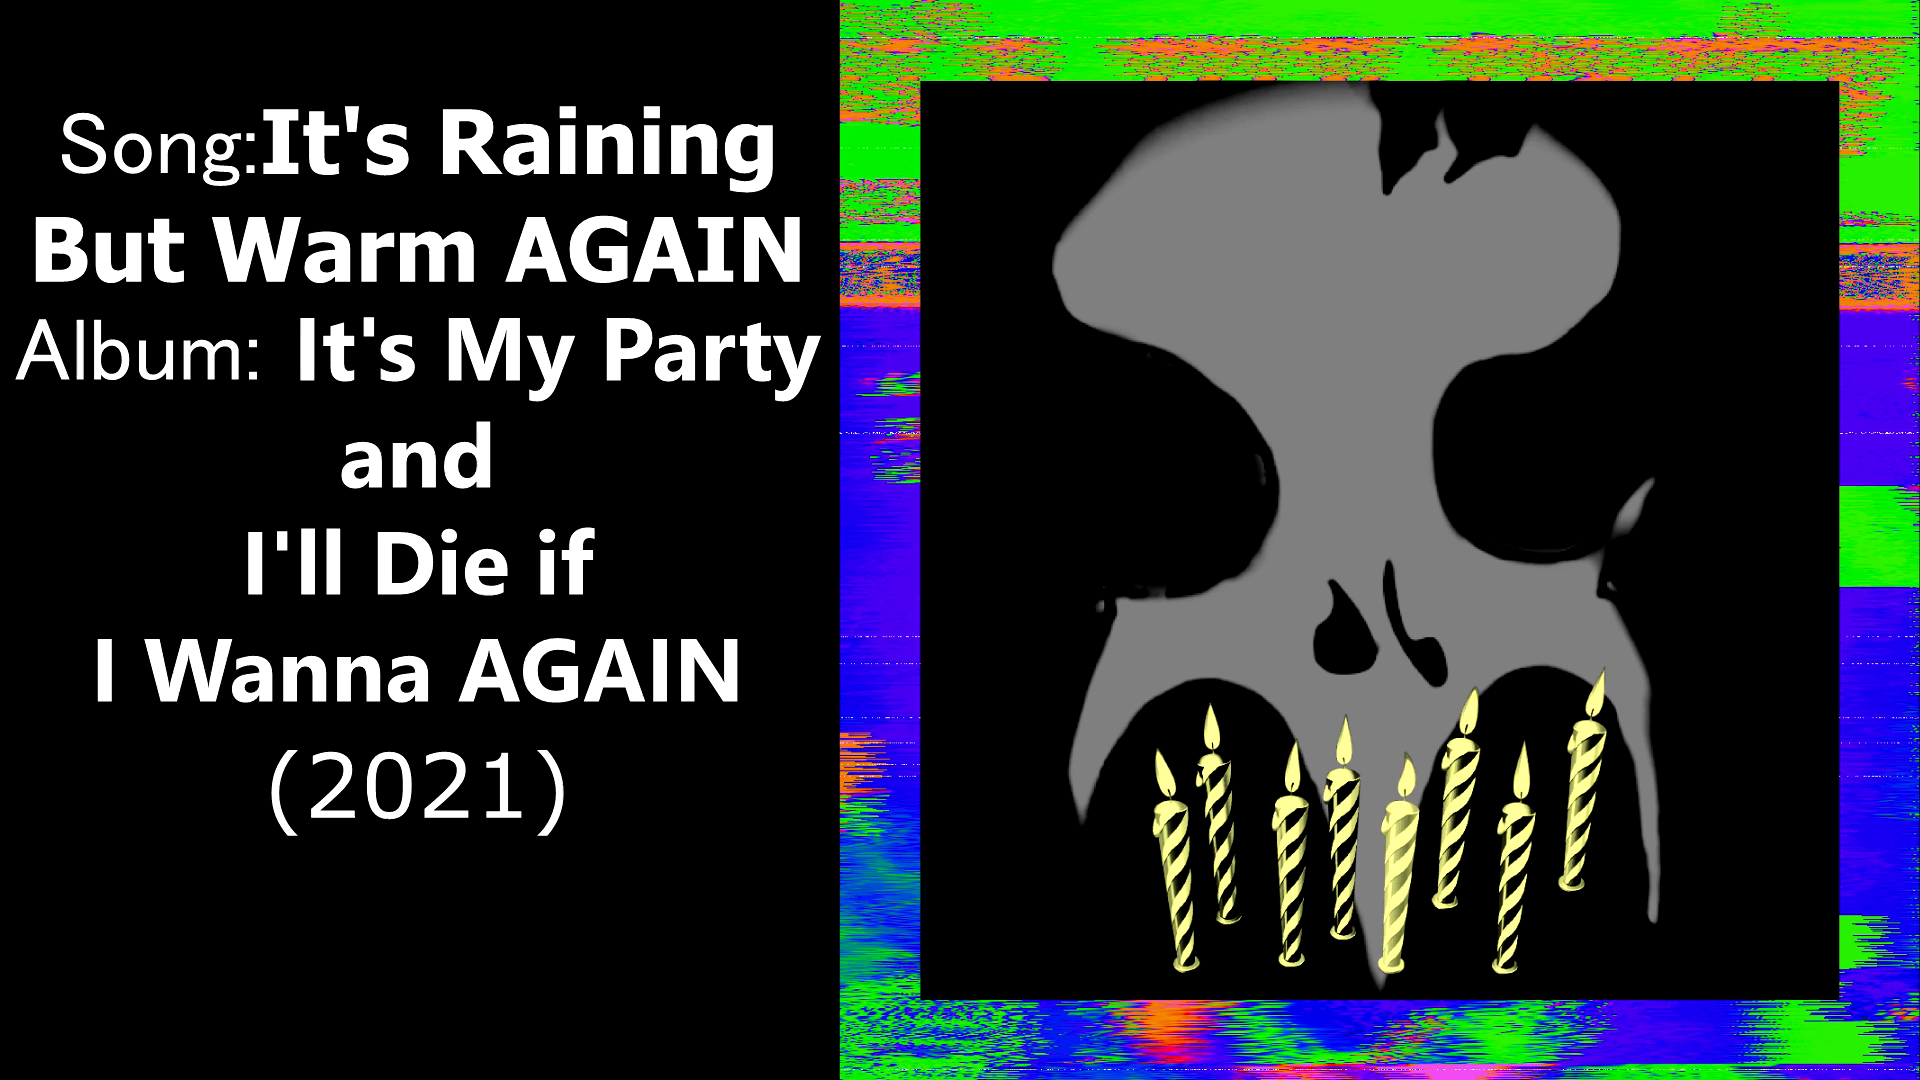 Song:It's Raining
But Warm AGAIN
Album: It's My Party
and
I'll Die if
I Wanna AGAIN
(2021)